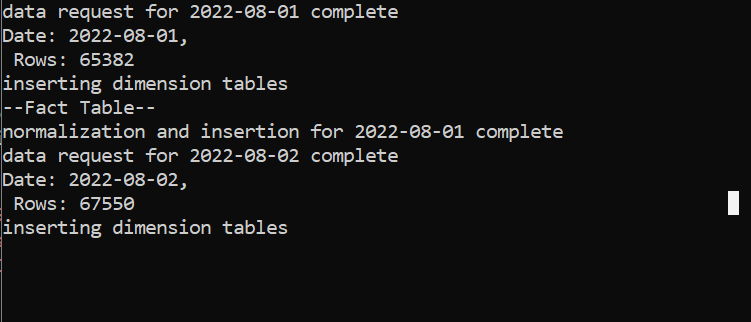 data request for 2022-08-01 complete
Date: 2022-08-01,
 Rows: 65382
inserting dimension tables
--Fact Table--
normalization and insertion for 2022-08-01 complete
data request for 2022-08-02 complete
Date: 2022-08-02,
 Rows: 67550
inserting dimension tables